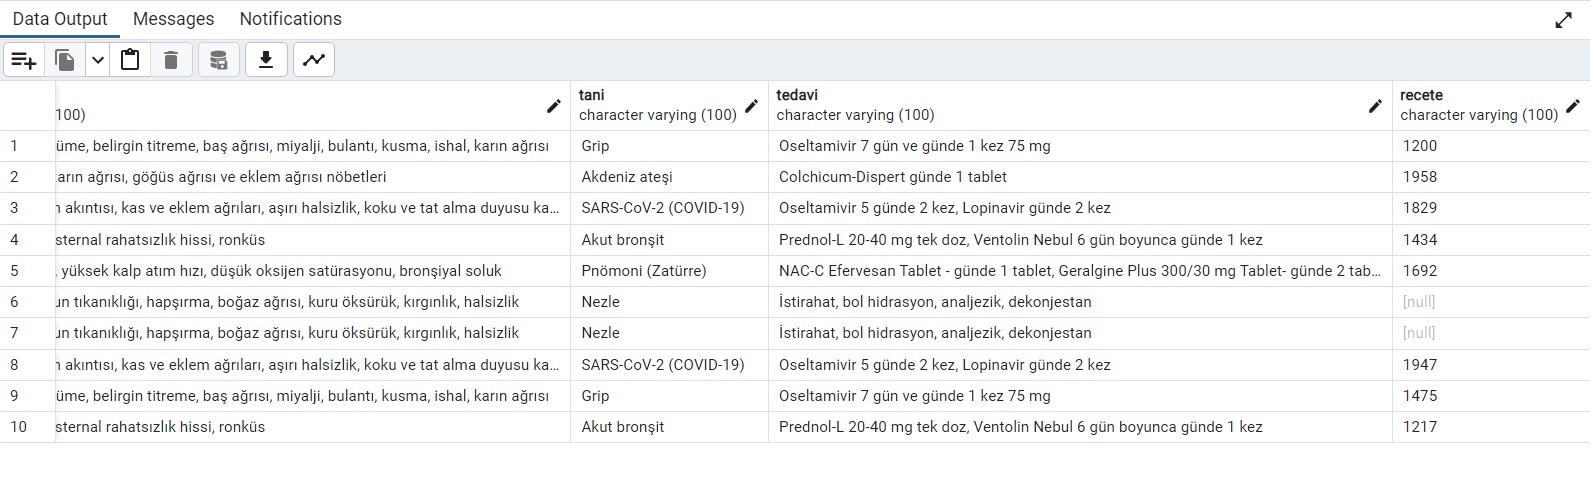 Data Output Messages Notifications
tani tedavi recete
100) character varying (100) character varying (100) character varying (100)
1 üme, belirgin titreme, baş ağrısı, miyalji, bulantı, kusma, ishal, karın ağrısı Grip Oseltamivir 7 gün ve günde 1 kez 75 mg 1200
2 arın ağrısı, göğüs ağrısı ve eklem ağrısı nöbetleri Akdeniz ateşi Colchicum-Dispert günde 1 tablet 1958
3 n akıntısı, kas ve eklem ağrıları, aşırı halsizlik, koku ve tat alma duyusu ka... SARS-CoV-2 (COVID-19) Oseltamivir 5 günde 2 kez, Lopinavir günde 2 kez 1829
4 sternal rahatsızlık hissi, ronküs Akut bronşit Prednol-L 20-40 mg tek doz, Ventolin Nebul 6 gün boyunca günde 1 kez 1434
5 , yüksek kalp atım hızı, düşük oksijen satürasyonu, bronşiyal soluk Pnömoni (Zatürre) NAC-C Efervesan Tablet - günde 1 tablet, Geralgine Plus 300/30 mg Tablet- günde 2 tab... 1692
6 un tıkanıklığı, hapşırma, boğaz ağrısı, kuru öksürük, kırgınlık, halsizlik Nezle İstirahat, bol hidrasyon, analjezik, dekonjestan [null]
7 un tıkanıklığı, hapşırma, boğaz ağrısı, kuru öksürük, kırgınlık, halsizlik Nezle İstirahat, bol hidrasyon, analjezik, dekonjestan [null]
8 n akıntısı, kas ve eklem ağrıları, aşırı halsizlik, koku ve tat alma duyusu ka... SARS-CoV-2 (COVID-19) Oseltamivir 5 günde 2 kez, Lopinavir günde 2 kez 1947
9 üme, belirgin titreme, baş ağrısı, miyalji, bulantı, kusma, ishal, karın ağrısı Grip Oseltamivir 7 gün ve günde 1 kez 75 mg 1475
10 sternal rahatsızlık hissi, ronküs Akut bronşit Prednol-L 20-40 mg tek doz, Ventolin Nebul 6 gün boyunca günde 1 kez 1217